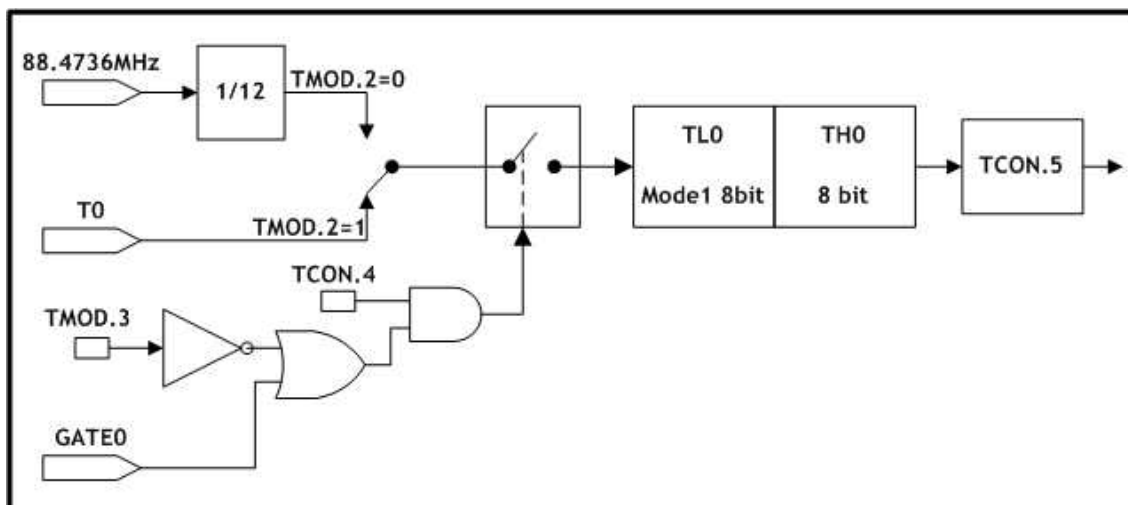 88.4736MHz
1/12
TMOD.2=0
T0
TMOD.2=1
TL0
Mode1 8bit
TH0
8 bit
TCON.5
TCON.4
TMOD.3
GATE0